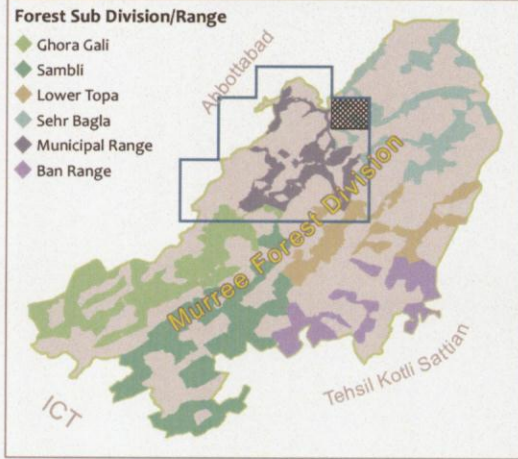 Forest Sub Division/Range
Ghora Gali
Sambli
Lower Topa
Sehr Bagla
Municipal Range
Ban Range
Abbottabad
Murree Forest Division
Tehsil Kotli Sattian
ICT